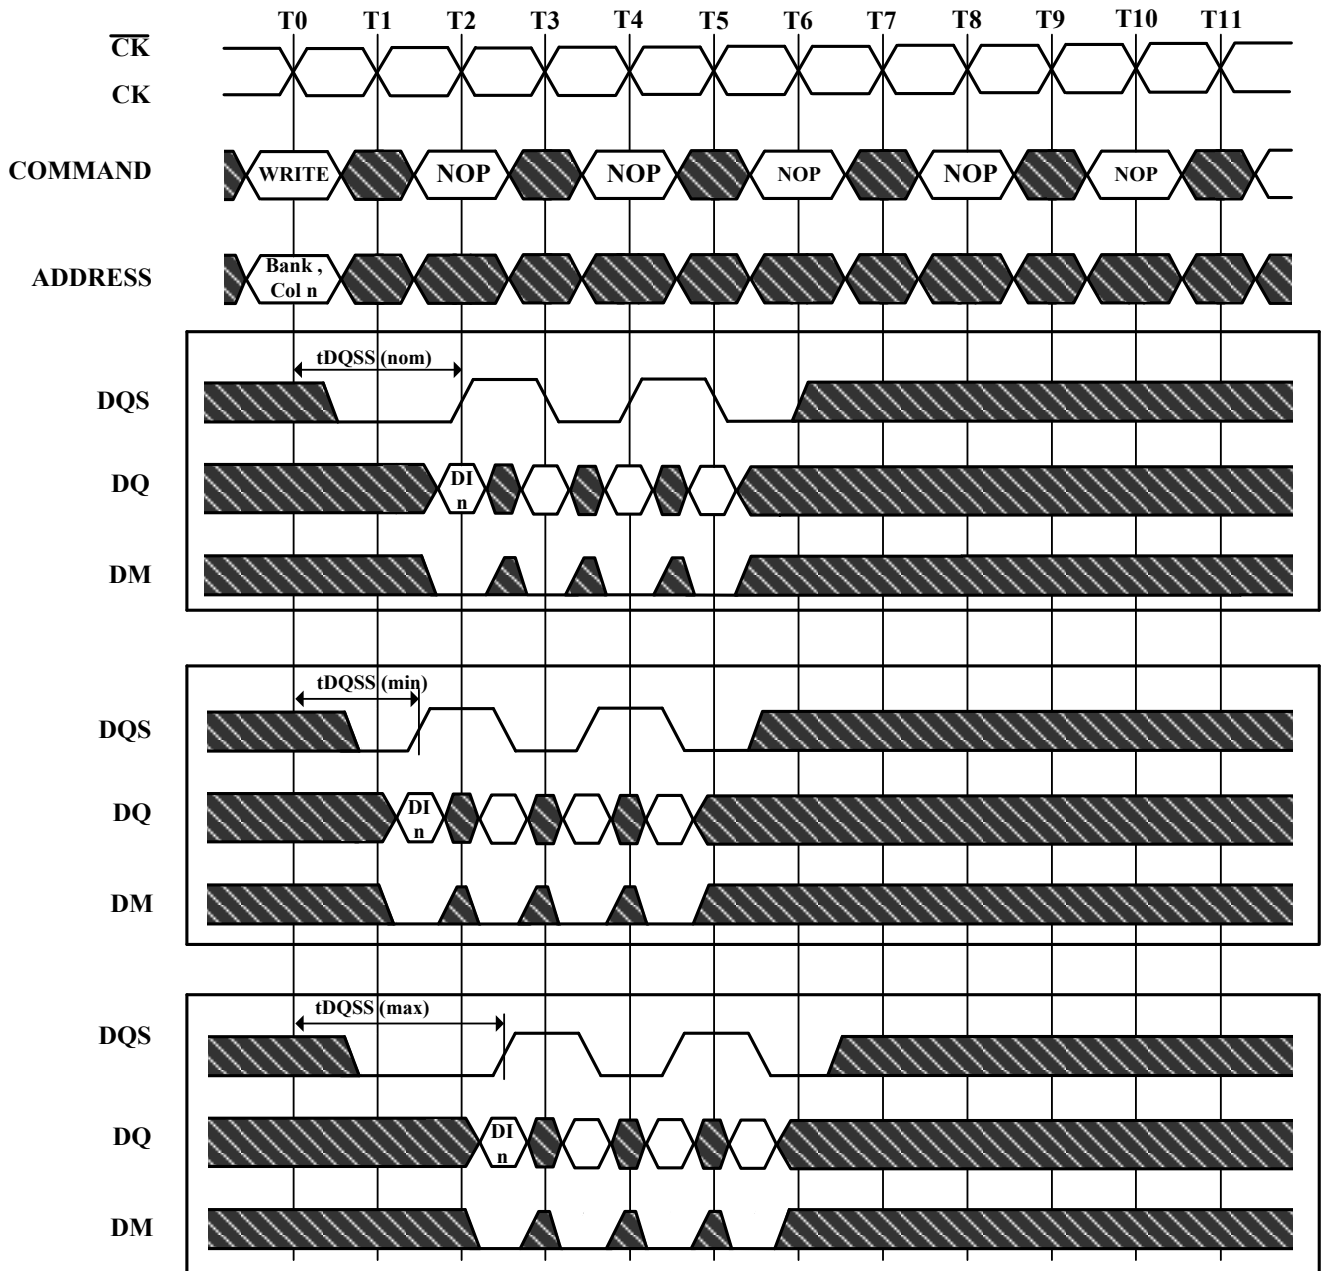 T0 T1 T2 T3 T4 T5 T6 T7 T8 T9 T10 T11
CK
CK
COMMAND WRITE NOP NOP NOP NOP NOP
ADDRESS Bank ,
Col n
tDQSS (nom)
DQS
DQ DI
n
DM
tDQSS (min)
DQS
DQ DI
n
DM
tDQSS (max)
DQS
DQ DI
n
DM